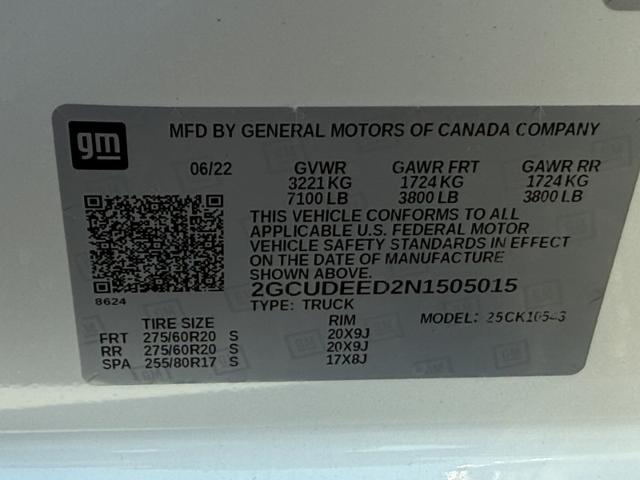 gm
MFD BY GENERAL MOTORS OF CANADA COMPANY
06/22 GVWR GAWR FRT GAWR RR
3221 KG 1724 KG 1724 KG
7100 LB 3800 LB 3800 LB
THIS VEHICLE CONFORMS TO ALL
APPLICABLE U.S. FEDERAL MOTOR
VEHICLE SAFETY STANDARDS IN EFFECT
ON THE DATE OF MANUFACTURE
SHOWN ABOVE.
2GCUDEED2N1505015
8624
TYPE: TRUCK
TIRE SIZE RIM MODEL:
FRT 275/60R20 S 20X9J
RR 275/60R20 S 20X9J
SPA 255/80R17 S 17X8J